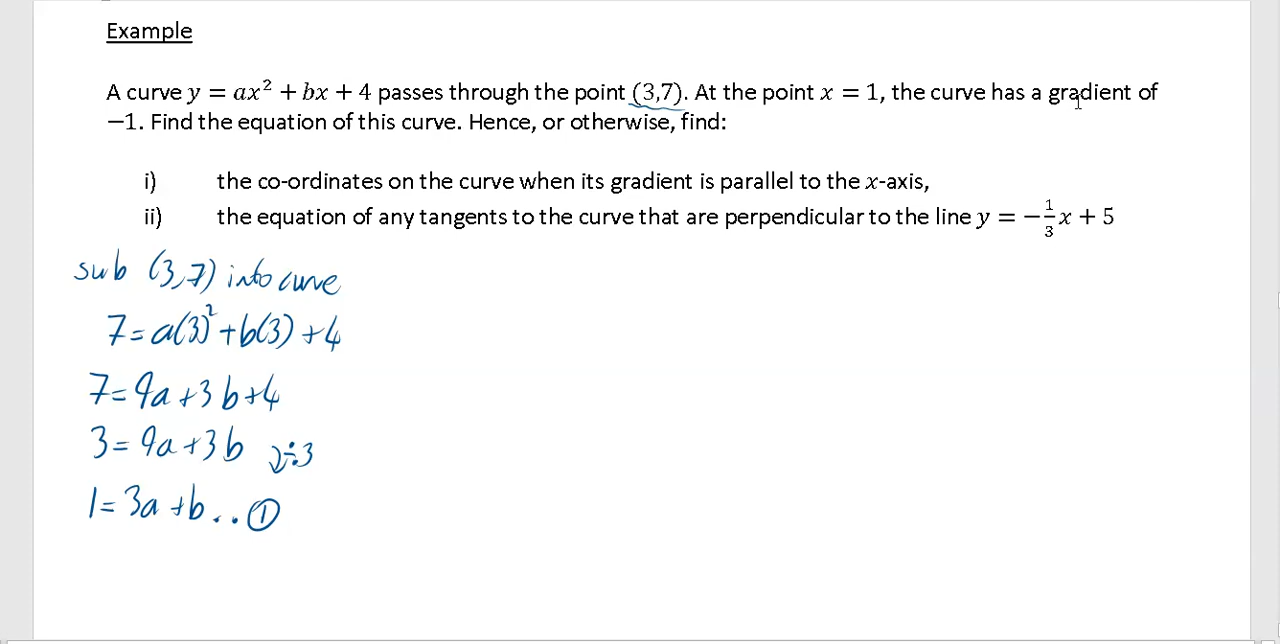 Example
A curve y = ax² + bx + 4 passes through the point (3,7). At the point x = 1, the curve has a gradient of
−1. Find the equation of this curve. Hence, or otherwise, find:
i) the co-ordinates on the curve when its gradient is parallel to the x-axis,
ii) the equation of any tangents to the curve that are perpendicular to the line y = −1/3 x + 5
sub (3,7) into curve
7 = a(3)² + b(3) + 4
7 = 9a + 3b + 4
3 = 9a + 3b ÷3
1 = 3a + b .. ①